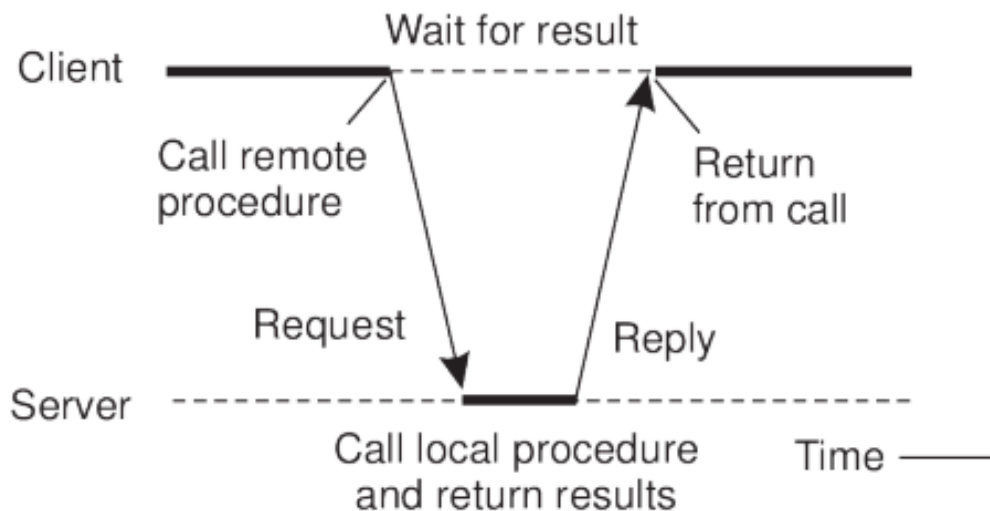 Wait for result
Client
Call remote
procedure
Return
from call
Request
Reply
Server
Call local procedure
and return results
Time